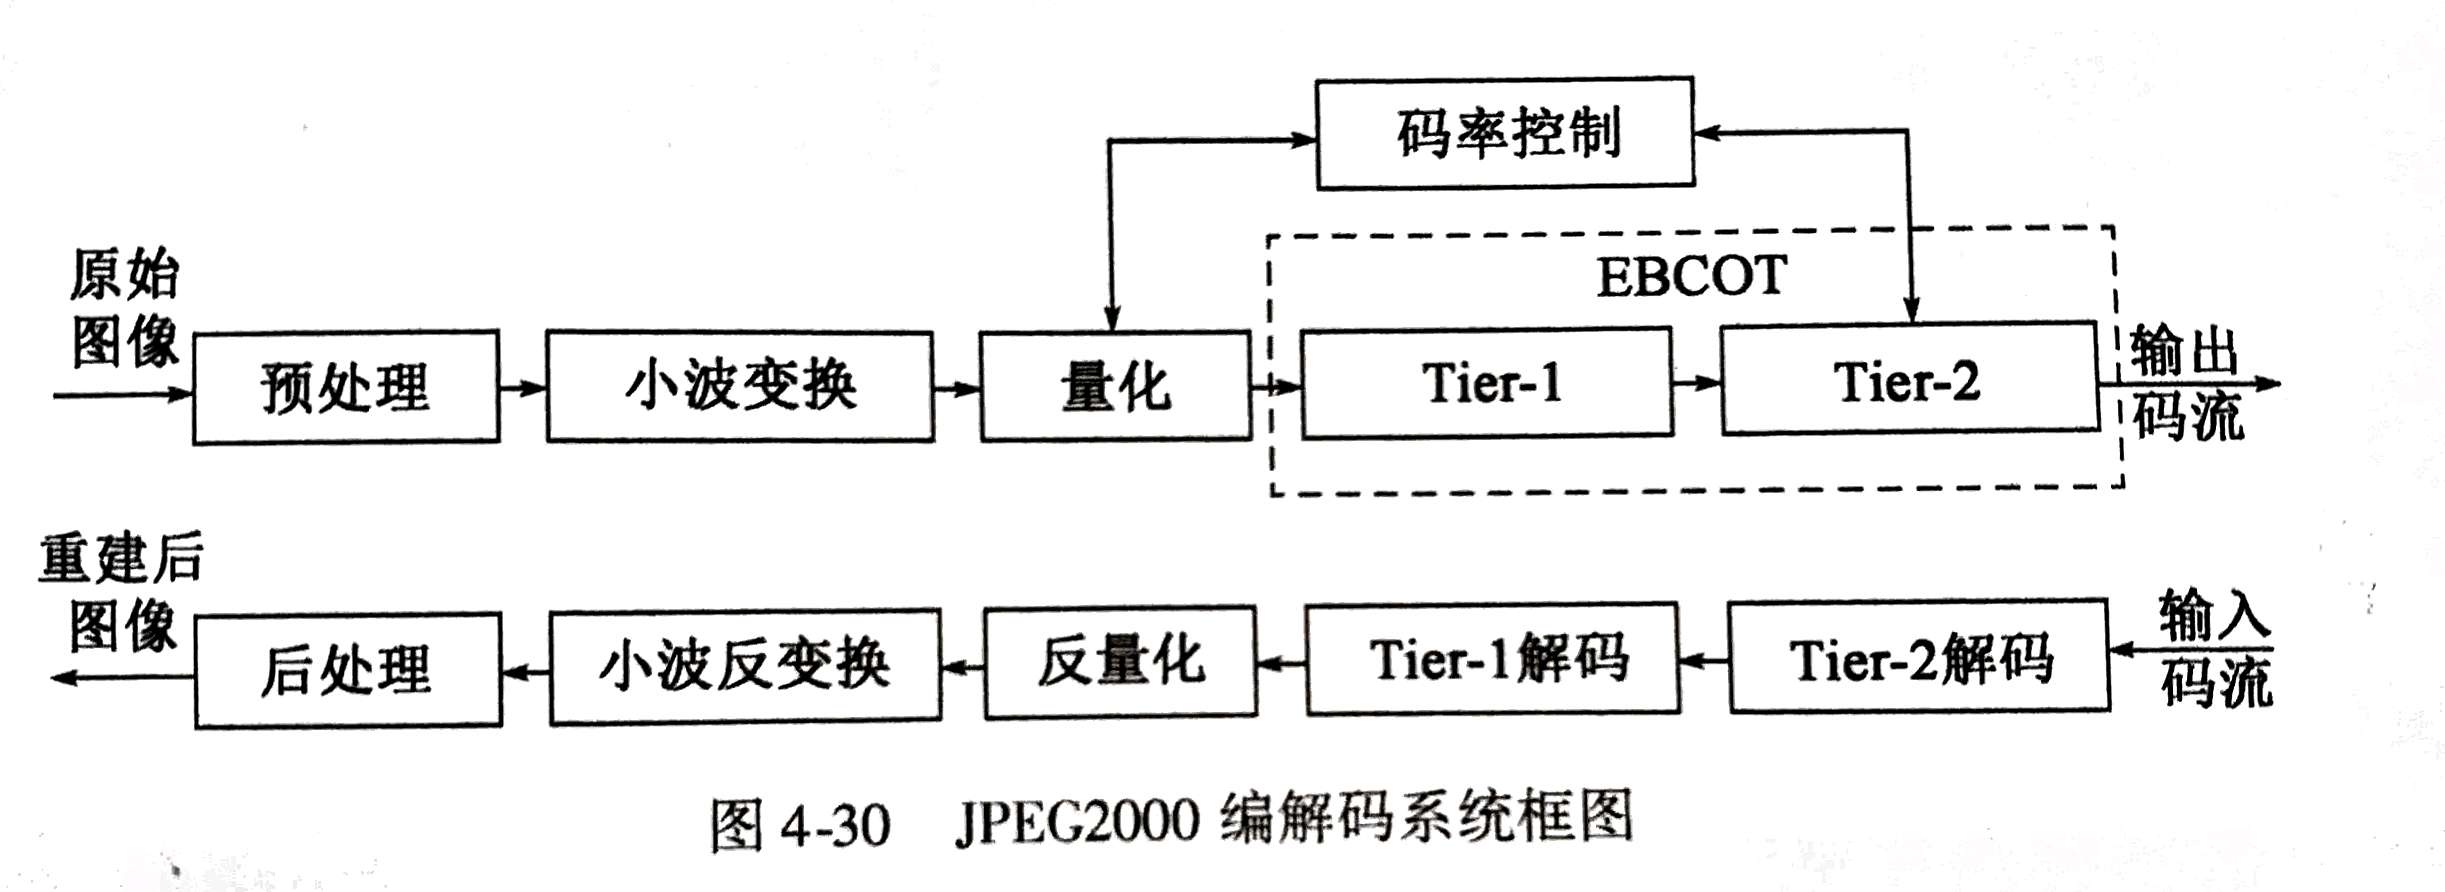 码率控制
EBCOT
原始
图像
预处理
小波变换
量化
Tier-1
Tier-2
输出
码流
重建后
图像
后处理
小波反变换
反量化
Tier-1解码
Tier-2解码
输入
码流
图 4-30 JPEG2000 编解码系统框图